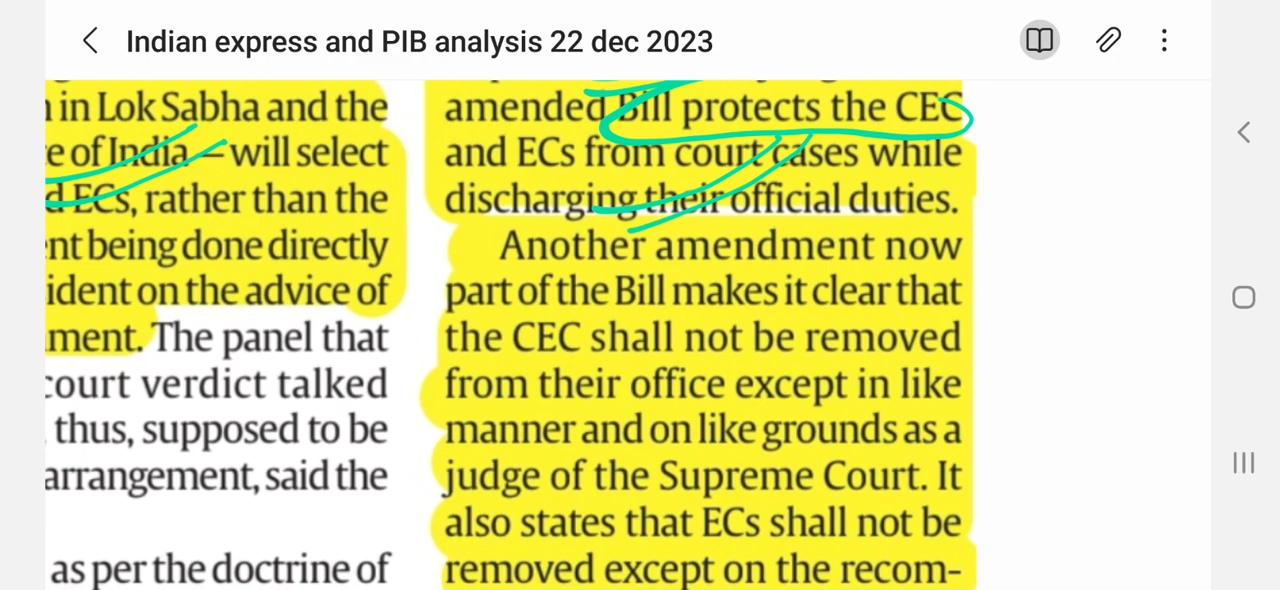 Indian express and PIB analysis 22 dec 2023
in Lok Sabha and the
of India – will select
ECs, rather than the
being done directly
on the advice of
The panel that
court verdict talked
thus, supposed to be
arrangement, said the
as per the doctrine of
amended Bill protects the CEC
and ECs from court cases while
discharging their official duties.
Another amendment now
part of the Bill makes it clear that
the CEC shall not be removed
from their office except in like
manner and on like grounds as a
judge of the Supreme Court. It
also states that ECs shall not be
removed except on the recom-